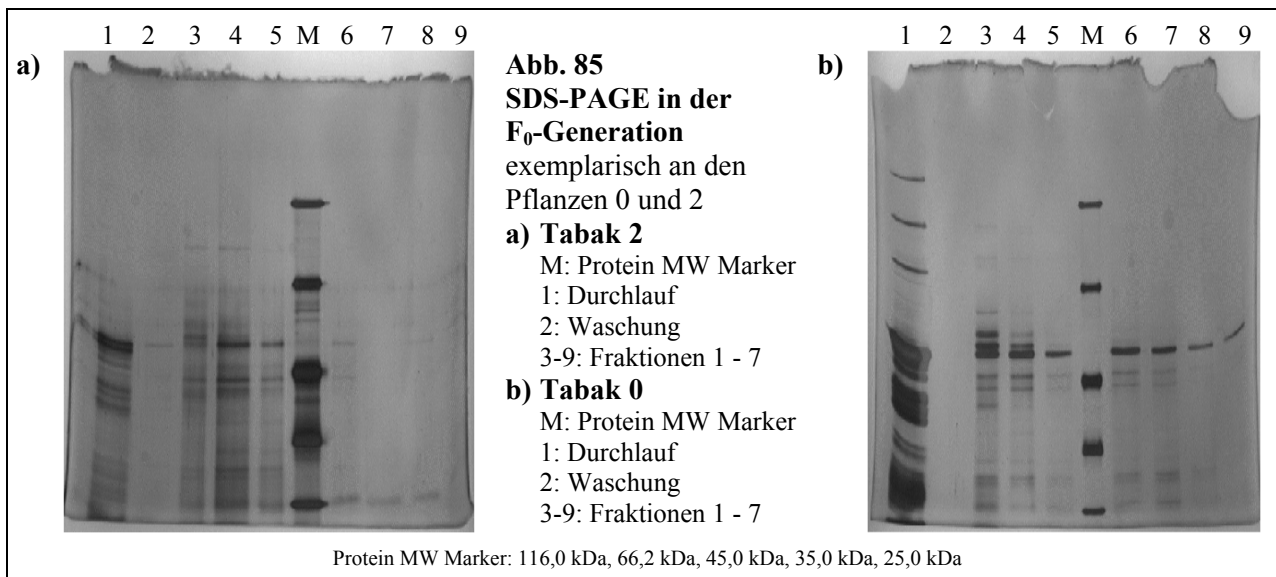 1 2 3 4 5 M 6 7 8 9
a)
Abb. 85
SDS-PAGE in der
F₀-Generation
exemplarisch an den
Pflanzen 0 und 2
a) Tabak 2
M: Protein MW Marker
1: Durchlauf
2: Waschung
3-9: Fraktionen 1 - 7
b) Tabak 0
M: Protein MW Marker
1: Durchlauf
2: Waschung
3-9: Fraktionen 1 - 7
b)
1 2 3 4 5 M 6 7 8 9
Protein MW Marker: 116,0 kDa, 66,2 kDa, 45,0 kDa, 35,0 kDa, 25,0 kDa